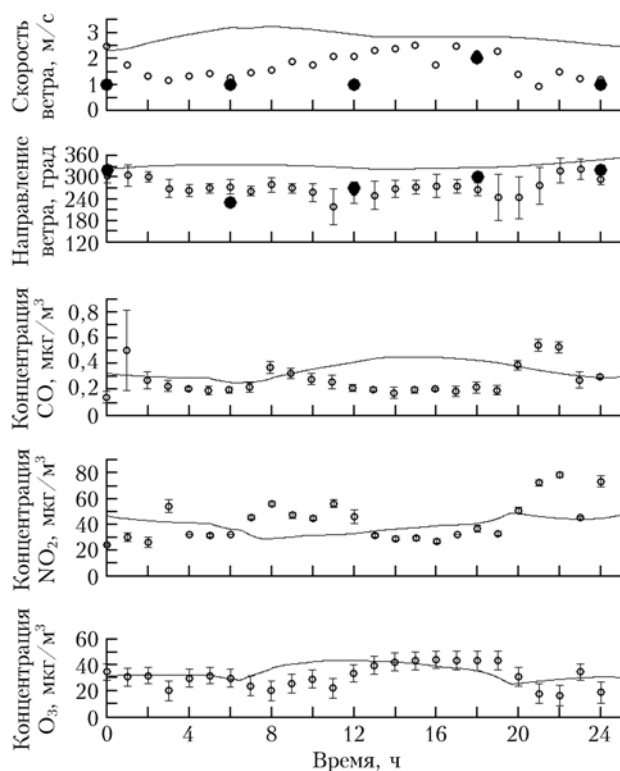 Скорость
ветра, м/с
3
2
1
0
Направление
ветра, град
360
300
240
180
120
Концентрация
CO, мкг/м³
0,8
0,6
0,4
0,2
0
Концентрация
NO₂, мкг/м³
80
60
40
20
0
Концентрация
O₃, мкг/м³
60
40
20
0
0 4 8 12 16 20 24
Время, ч